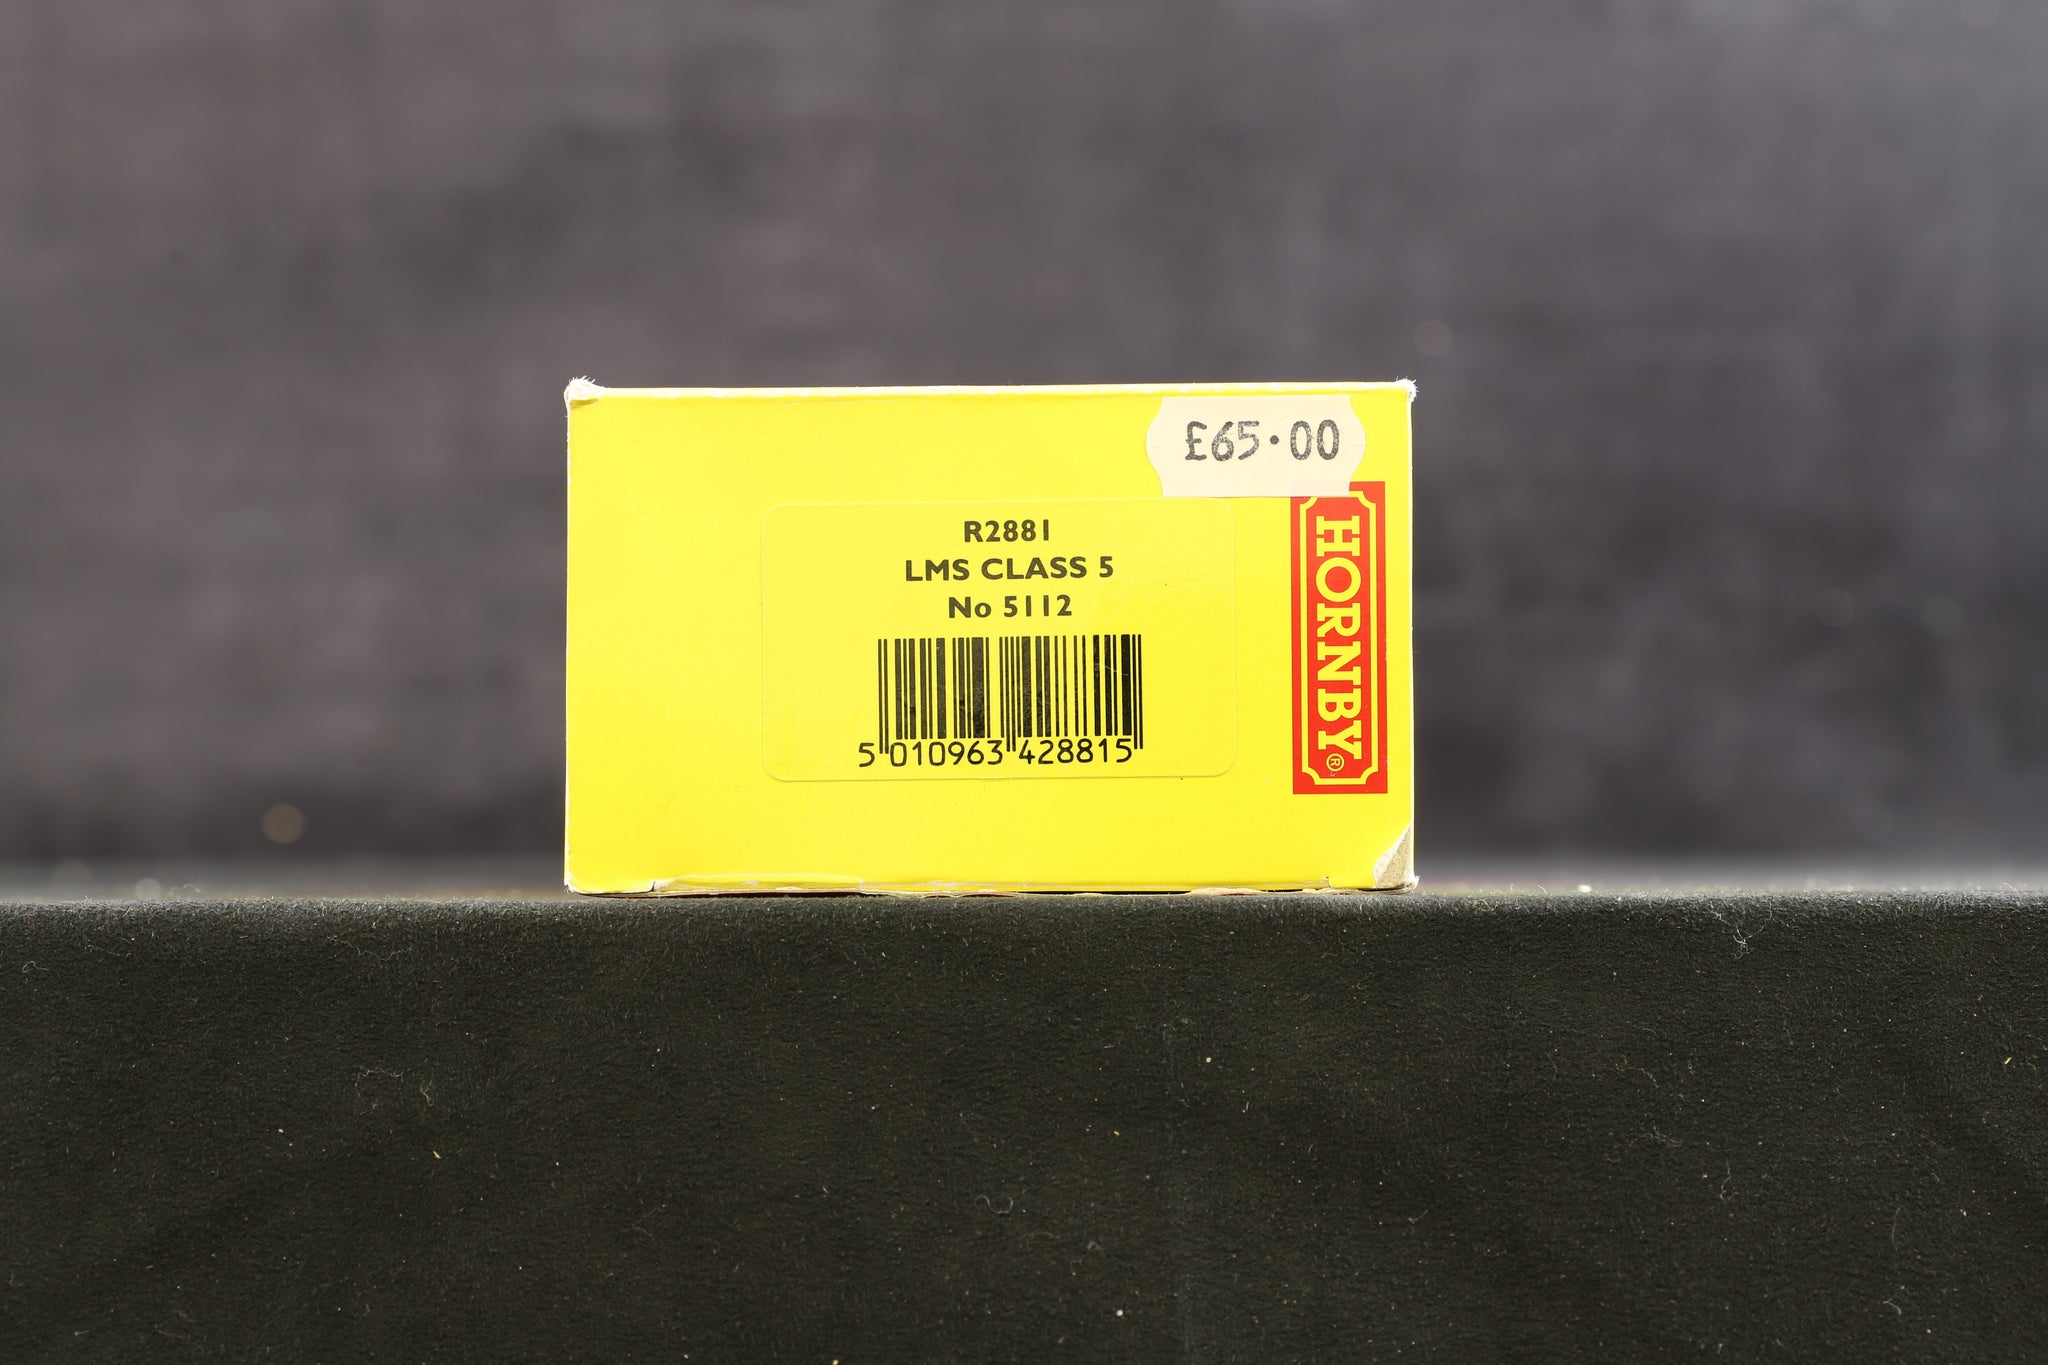 £65.00
R2881
LMS CLASS 5
No 5112
5 010963 428815
HORNBY®